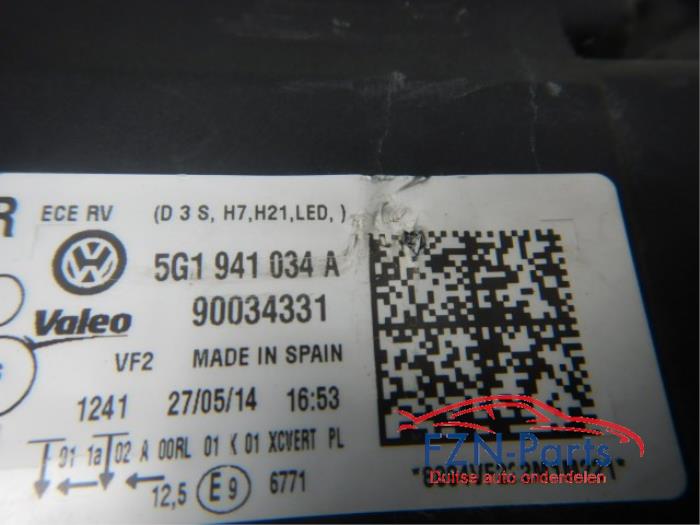 R ECE RV (D 3 S, H7,H21,LED, )
5G1 941 034 A
Valeo 90034331
VF2 MADE IN SPAIN
1241 27/05/14 16:53
91 1a 02 A 00RL 01 K 01 XCVERT PL
12,5 E9 6771
FZN-Parts
Duitse auto onderdelen